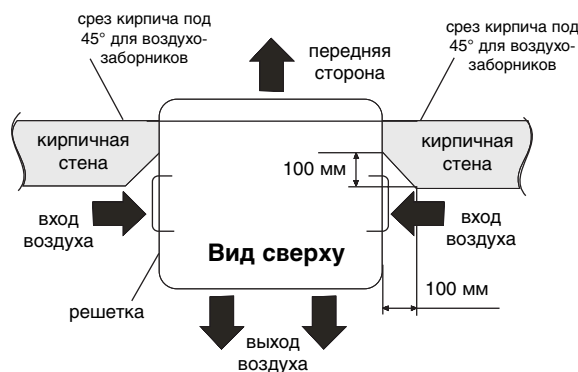 срез кирпича под
45° для воздухо-
заборников
передняя
сторона
срез кирпича под
45° для воздухо-
заборников
кирпичная
стена
кирпичная
стена
100 мм
вход
воздуха
вход
воздуха
Вид сверху
решетка
100 мм
выход
воздуха